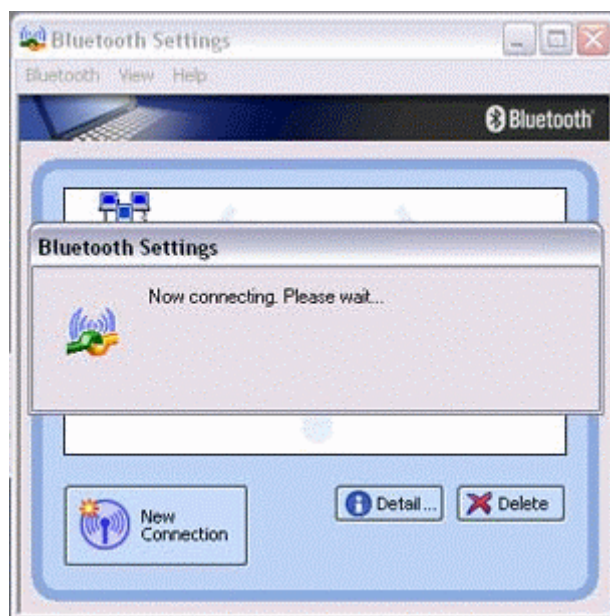 Bluetooth Settings
Bluetooth View Help
Bluetooth
Bluetooth Settings
Now connecting. Please wait...
New
Connection
Detail...
Delete